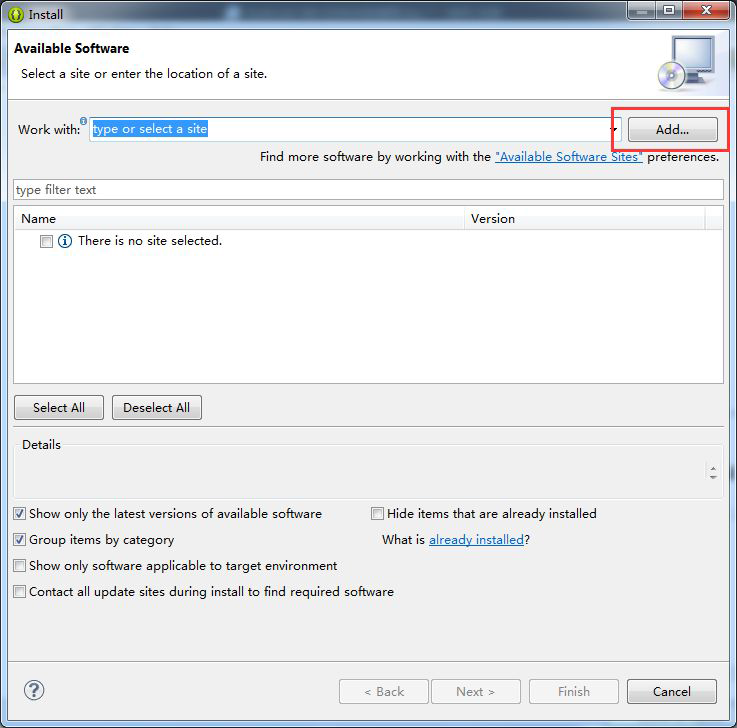 Install
Available Software
Select a site or enter the location of a site.
Work with: type or select a site Add...
Find more software by working with the "Available Software Sites" preferences.
type filter text
Name Version
There is no site selected.
Select All Deselect All
Details
Show only the latest versions of available software Hide items that are already installed
Group items by category What is already installed?
Show only software applicable to target environment
Contact all update sites during install to find required software
< Back Next > Finish Cancel